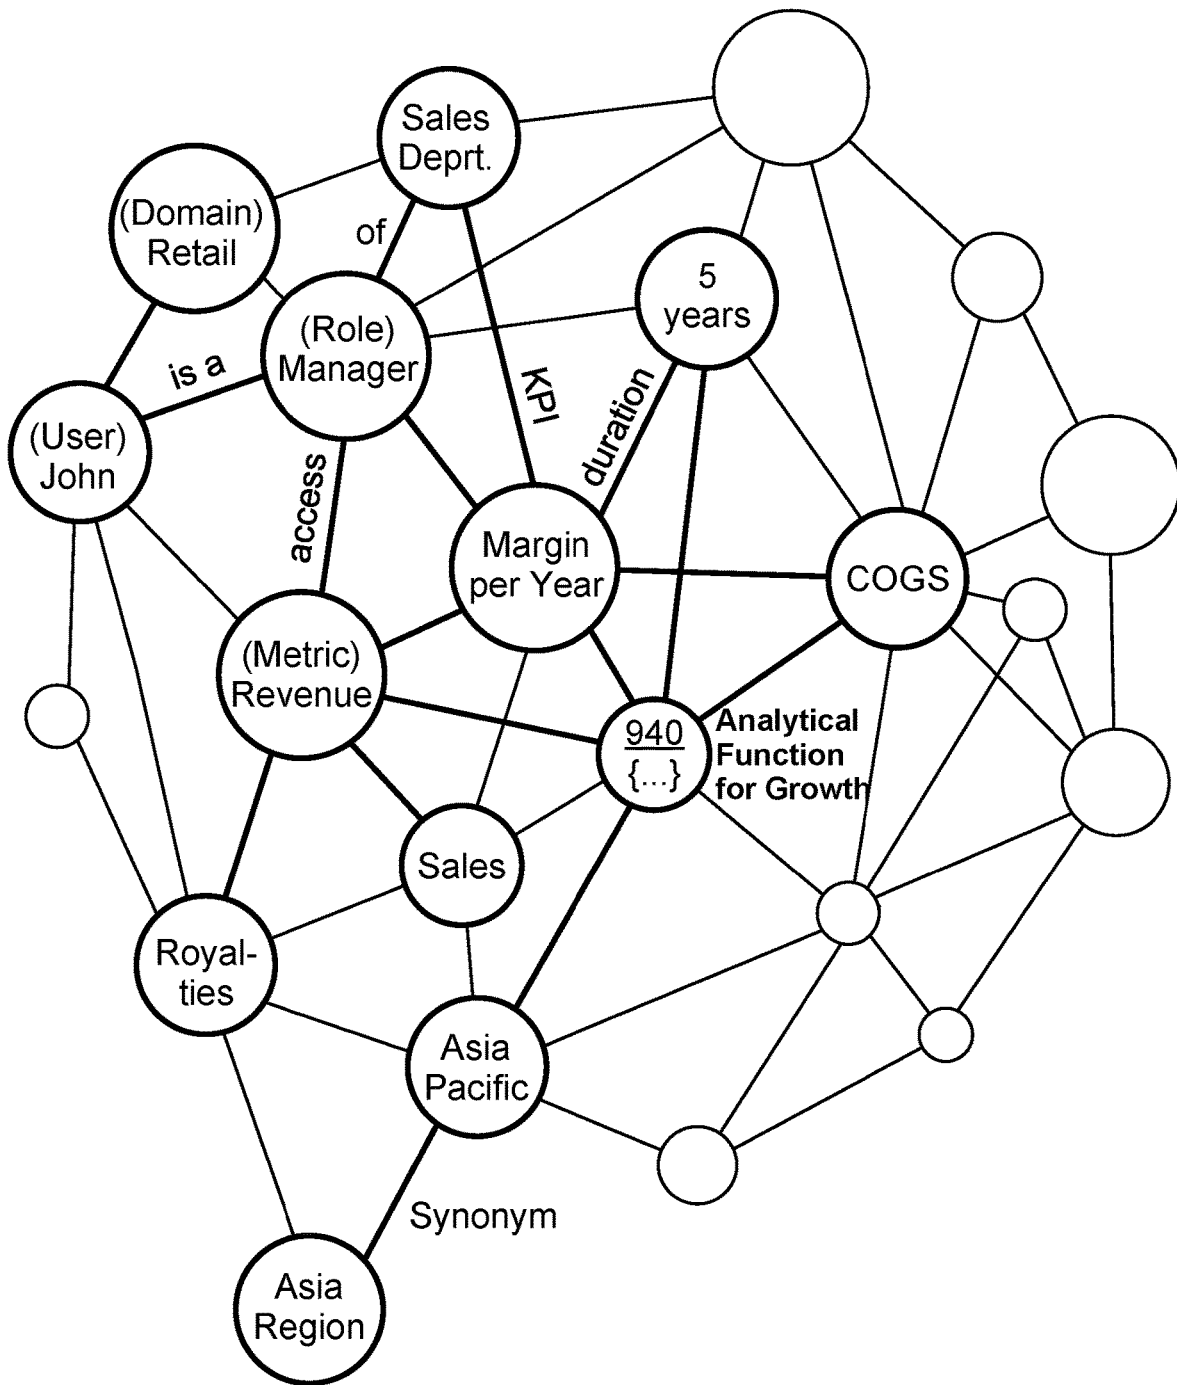 Sales
Deprt.
(Domain)
Retail
of
5
years
(Role)
Manager
is a
KPI
duration
(User)
John
access
Margin
per Year
COGS
(Metric)
Revenue
940
{...}
Analytical
Function
for Growth
Sales
Royal-
ties
Asia
Pacific
Synonym
Asia
Region